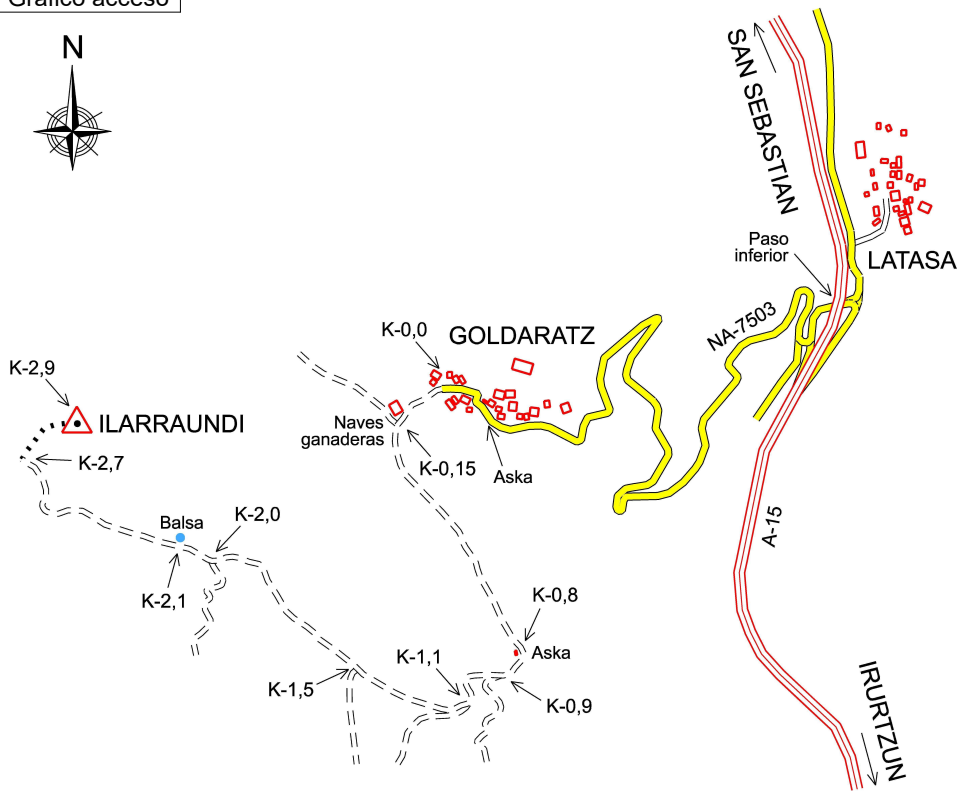 Gráfico acceso
N
SAN SEBASTIAN
Paso
inferior
LATASA
NA-7503
K-0,0
GOLDARATZ
K-2,9
ILARRAUNDI
Naves
ganaderas
K-0,15
Aska
K-2,7
A-15
Balsa
K-2,0
K-2,1
K-0,8
Aska
K-1,1
K-1,5
K-0,9
IRURTZUN